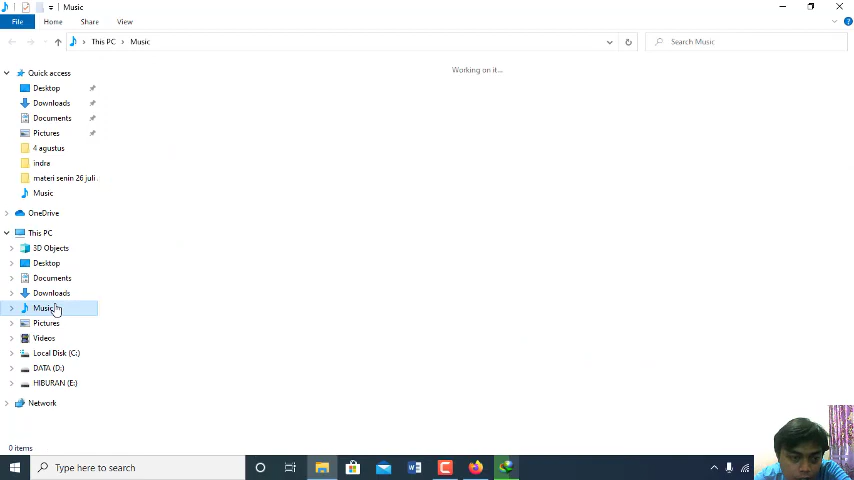 Music
File
Home
Share
View
This PC
Music
Search Music
Working on it...
Quick access
Desktop
Downloads
Documents
Pictures
4 agustus
indra
materi senin 26 juli
Music
OneDrive
This PC
3D Objects
Desktop
Documents
Downloads
Music
Pictures
Videos
Local Disk (C:)
DATA (D:)
HIBURAN (E:)
Network
0 items
Type here to search